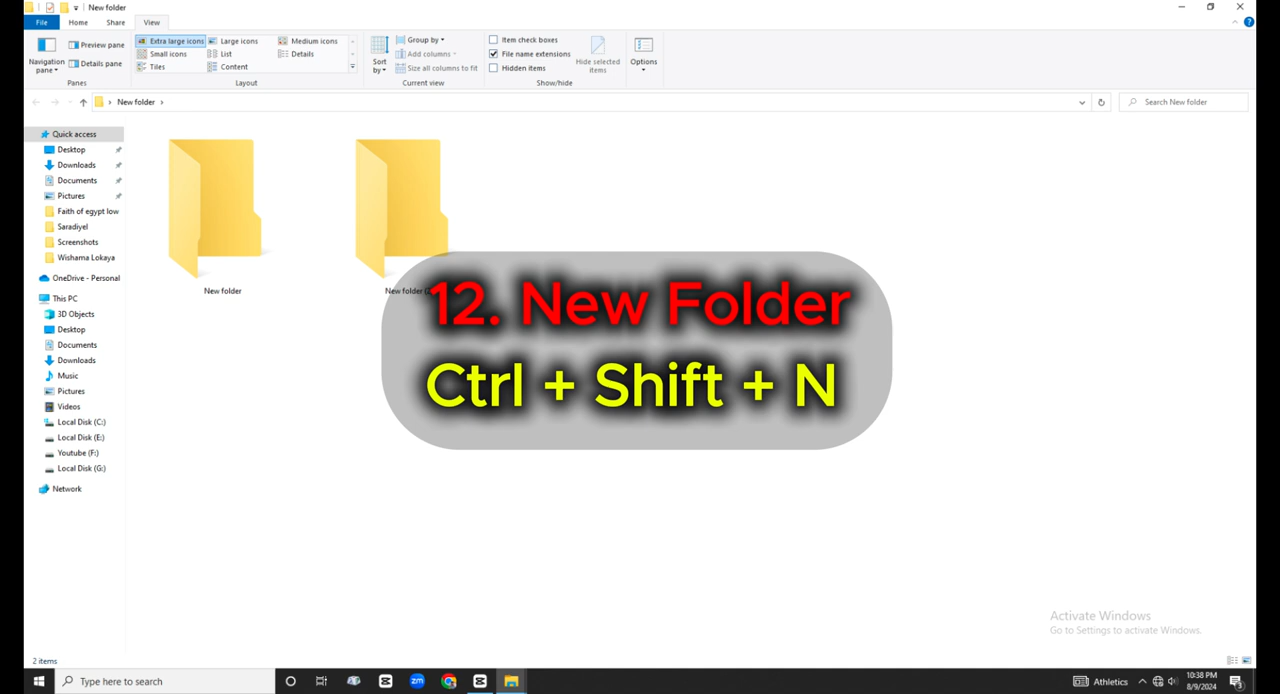 New folder
File Home Share View
Navigation pane
Preview pane
Details pane
Panes
Extra large icons Large icons Medium icons
Small icons List Details
Tiles Content
Layout
Sort by
Group by
Add columns
Size all columns to fit
Current view
Item check boxes
File name extensions
Hidden items
Hide selected items
Show/hide
Options
New folder
Search New folder
Quick access
Desktop
Downloads
Documents
Pictures
Faith of egypt low
Saradiyel
Screenshots
Wishama Lokaya
OneDrive - Personal
This PC
3D Objects
Desktop
Downloads
Documents
Music
Pictures
Videos
Local Disk (C:)
Local Disk (E:)
Youtube (F:)
Local Disk (G:)
Network
New folder
New folder
12. New Folder
Ctrl + Shift + N
Activate Windows
Go to Settings to activate Windows.
2 items
Type here to search
zm
Athletics
10:38 PM
8/9/2024
3